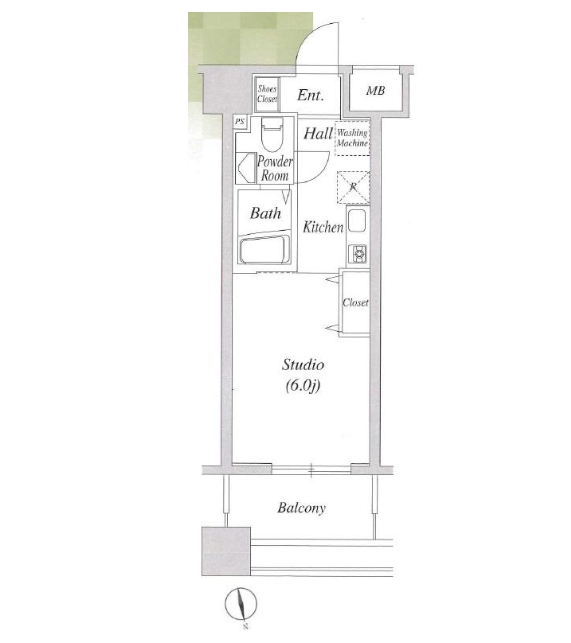 Shoes
Closet
Ent.
MB
PS
Hall
Washing
Machine
Powder
Room
R
Bath
Kitchen
Closet
Studio
(6.0j)
Balcony
N